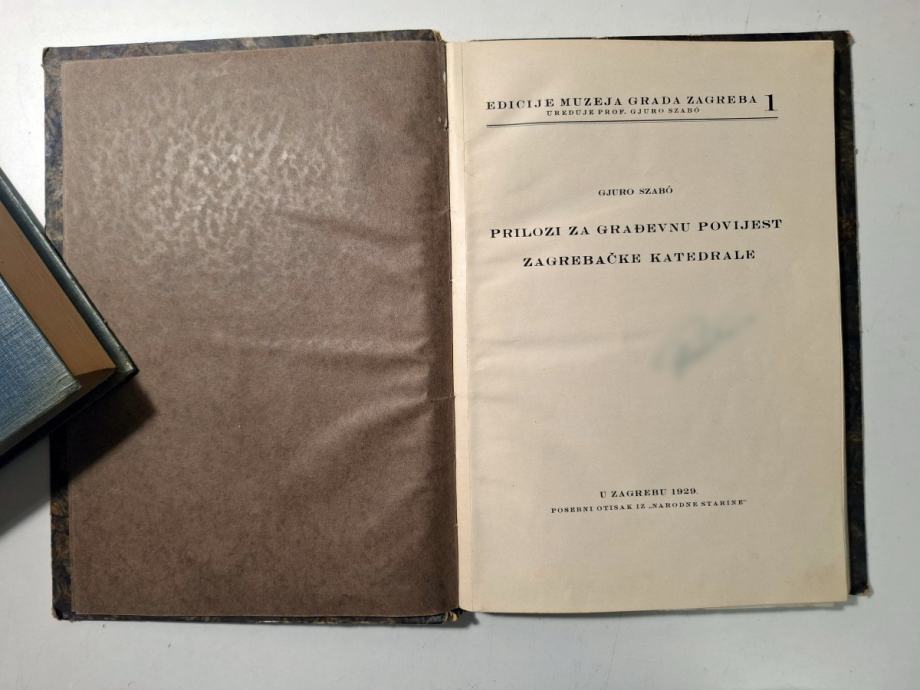 EDICIJE MUZEJA GRADA ZAGREBA 1
UREĐUJE PROF. GJURO SZABÓ
GJURO SZABÓ
PRILOZI ZA GRAĐEVNU POVIJEST
ZAGREBAČKE KATEDRALE
U ZAGREBU 1929.
POSEBNI OTISAK IZ „NARODNE STARINE"